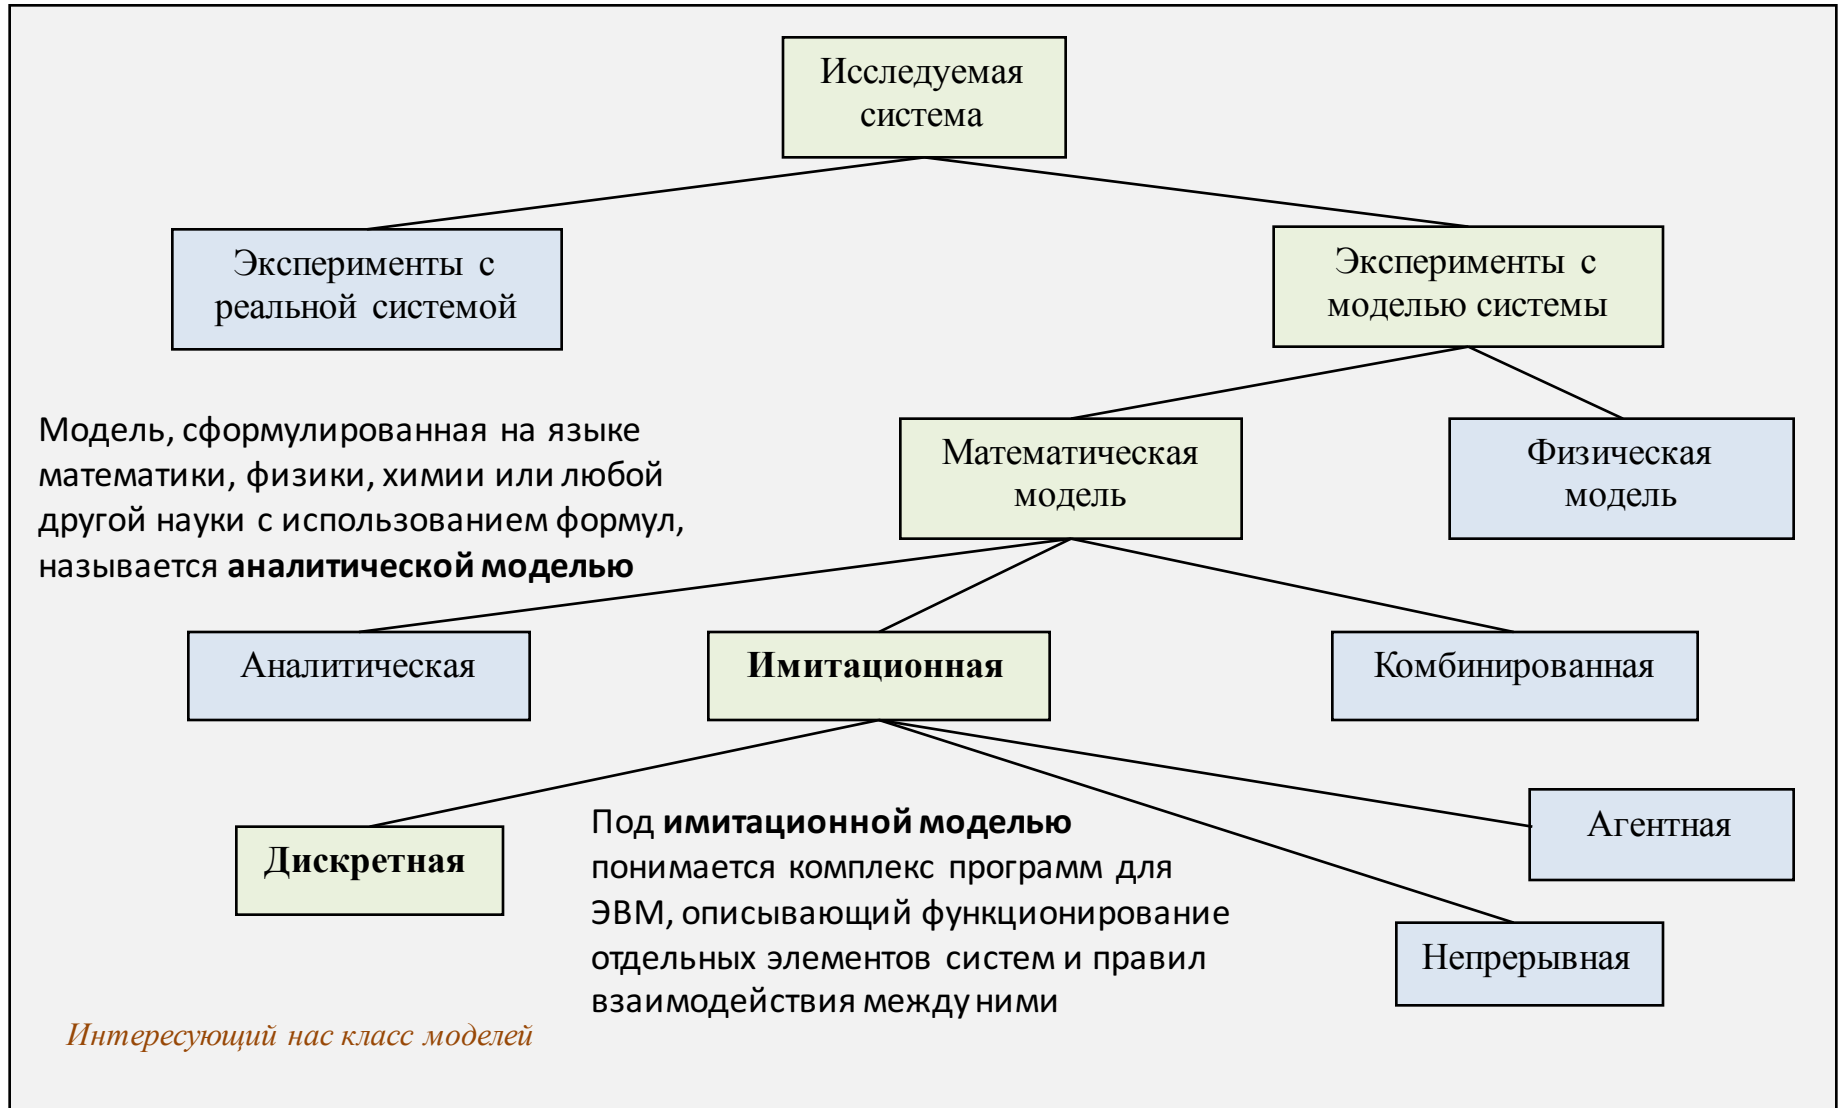 Исследуемая
система
Эксперименты с
реальной системой
Эксперименты с
моделью системы
Модель, сформулированная на языке
математики, физики, химии или любой
другой науки с использованием формул,
называется аналитической моделью
Математическая
модель
Физическая
модель
Аналитическая
Имитационная
Комбинированная
Дискретная
Под имитационной моделью
понимается комплекс программ для
ЭВМ, описывающий функционирование
отдельных элементов систем и правил
взаимодействия между ними
Агентная
Непрерывная
Интересующий нас класс моделей